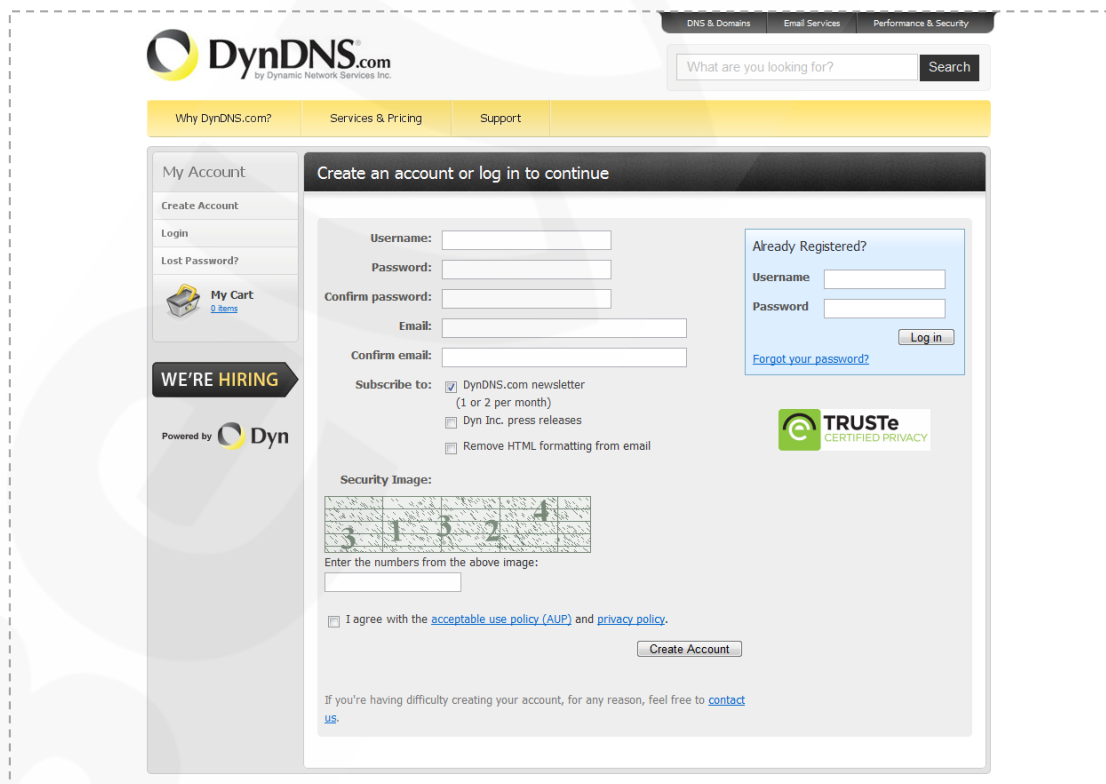 DNS & Domains
Email Services
Performance & Security
DynDNS.com
by Dynamic Network Services Inc.
What are you looking for?
Search
Why DynDNS.com?
Services & Pricing
Support
My Account
Create Account
Login
Lost Password?
My Cart
0 items
WE'RE HIRING
Powered by Dyn
Create an account or log in to continue
Username:
Password:
Confirm password:
Email:
Confirm email:
Subscribe to:
DynDNS.com newsletter
(1 or 2 per month)
Dyn Inc. press releases
Remove HTML formatting from email
Security Image:
3 1 3 2 4
Enter the numbers from the above image:
I agree with the acceptable use policy (AUP) and privacy policy.
Create Account
If you're having difficulty creating your account, for any reason, feel free to contact
us.
Already Registered?
Username
Password
Log in
Forgot your password?
TRUSTe
CERTIFIED PRIVACY